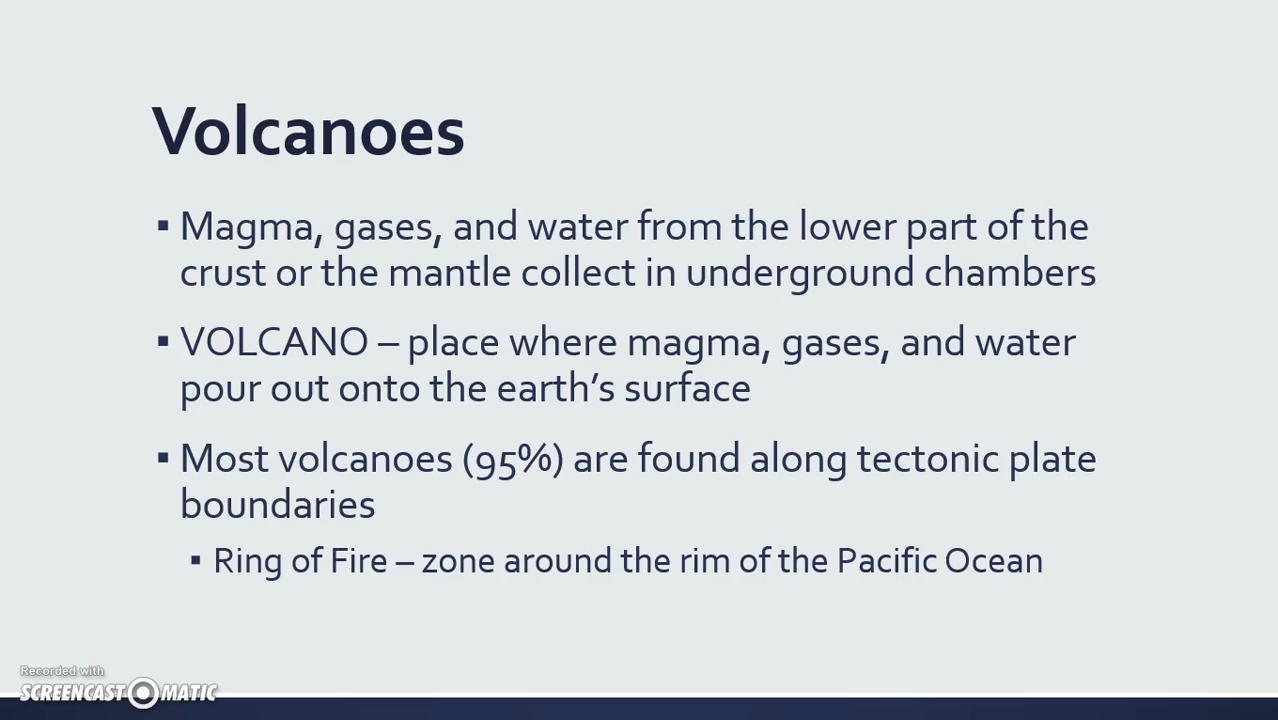 Volcanoes
▪ Magma, gases, and water from the lower part of the
crust or the mantle collect in underground chambers
▪ VOLCANO – place where magma, gases, and water
pour out onto the earth’s surface
▪ Most volcanoes (95%) are found along tectonic plate
boundaries
▪ Ring of Fire – zone around the rim of the Pacific Ocean
Recorded with
SCREENCAST MATIC